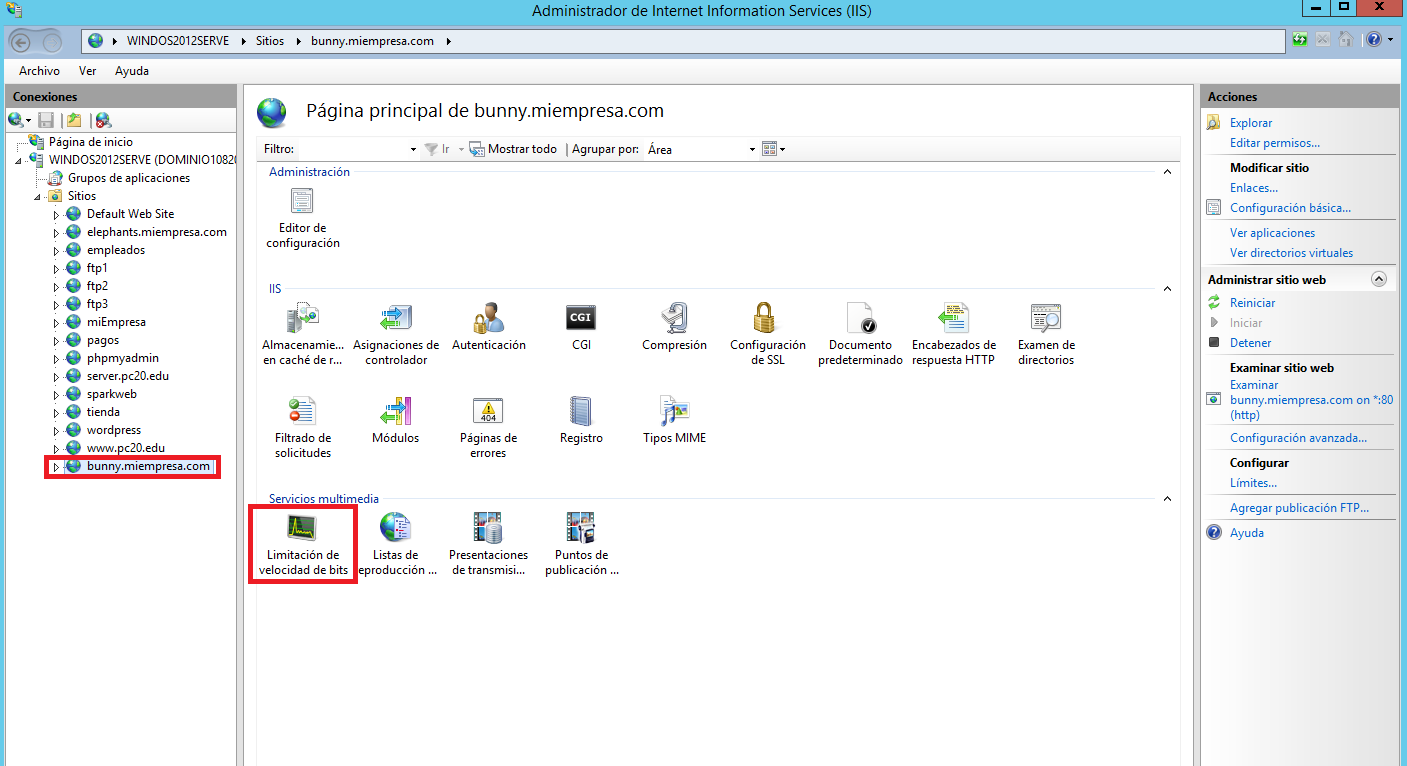 Administrador de Internet Information Services (IIS)
WINDOS2012SERVE Sitios bunny.miempresa.com
Archivo Ver Ayuda
Conexiones
Página de inicio
WINDOS2012SERVE (DOMINIO10820
Grupos de aplicaciones
Sitios
Default Web Site
elephants.miempresa.com
empleados
ftp1
ftp2
ftp3
miEmpresa
pagos
phpmyadmin
server.pc20.edu
sparkweb
tienda
wordpress
www.pc20.edu
bunny.miempresa.com
Página principal de bunny.miempresa.com
Filtro: Ir Mostrar todo Agrupar por: Área
Administración
Editor de
configuración
IIS
Almacenamie...
en caché de r...
Asignaciones de
controlador
Autenticación
CGI
CGI
Compresión
Configuración
de SSL
Documento
predeterminado
Encabezados de
respuesta HTTP
Examen de
directorios
Filtrado de
solicitudes
Módulos
404
Páginas de
errores
Registro
Tipos MIME
Servicios multimedia
Limitación de
velocidad de bits
Listas de
eproducción ...
Presentaciones
de transmisi...
Puntos de
publicación ...
Acciones
Explorar
Editar permisos...
Modificar sitio
Enlaces...
Configuración básica...
Ver aplicaciones
Ver directorios virtuales
Administrar sitio web
Reiniciar
Iniciar
Detener
Examinar sitio web
Examinar
bunny.miempresa.com on *:80
(http)
Configuración avanzada...
Configurar
Límites...
Agregar publicación FTP...
Ayuda